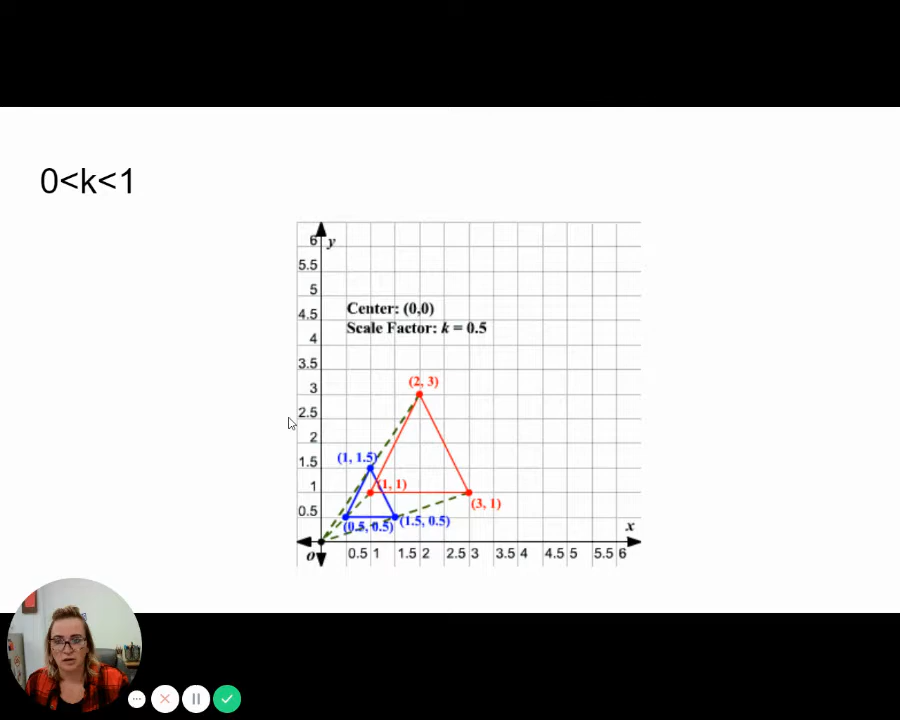 0<k<1
6 y
5.5
5
Center: (0,0)
4.5
Scale Factor: k = 0.5
4
3.5
(2, 3)
3
2.5
2
(1, 1.5)
1.5
(1, 1)
1
(3, 1)
0.5
(0.5, 0.5) (1.5, 0.5)
x
O 0.5 1 1.5 2 2.5 3 3.5 4 4.5 5 5.5 6